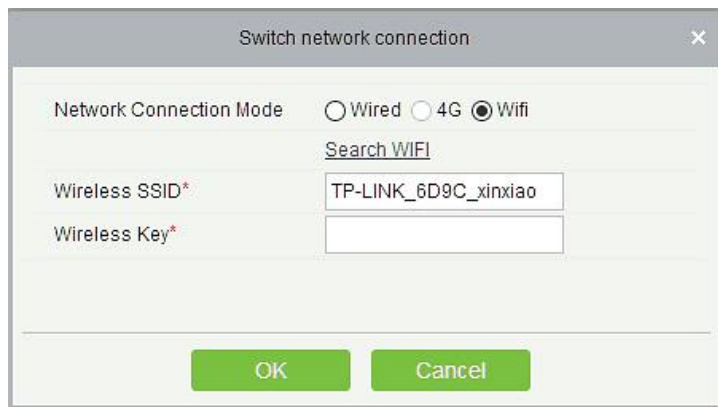 Switch network connection
Network Connection Mode Wired 4G Wifi
Search WIFI
Wireless SSID* TP-LINK_6D9C_xinxiao
Wireless Key*
OK Cancel